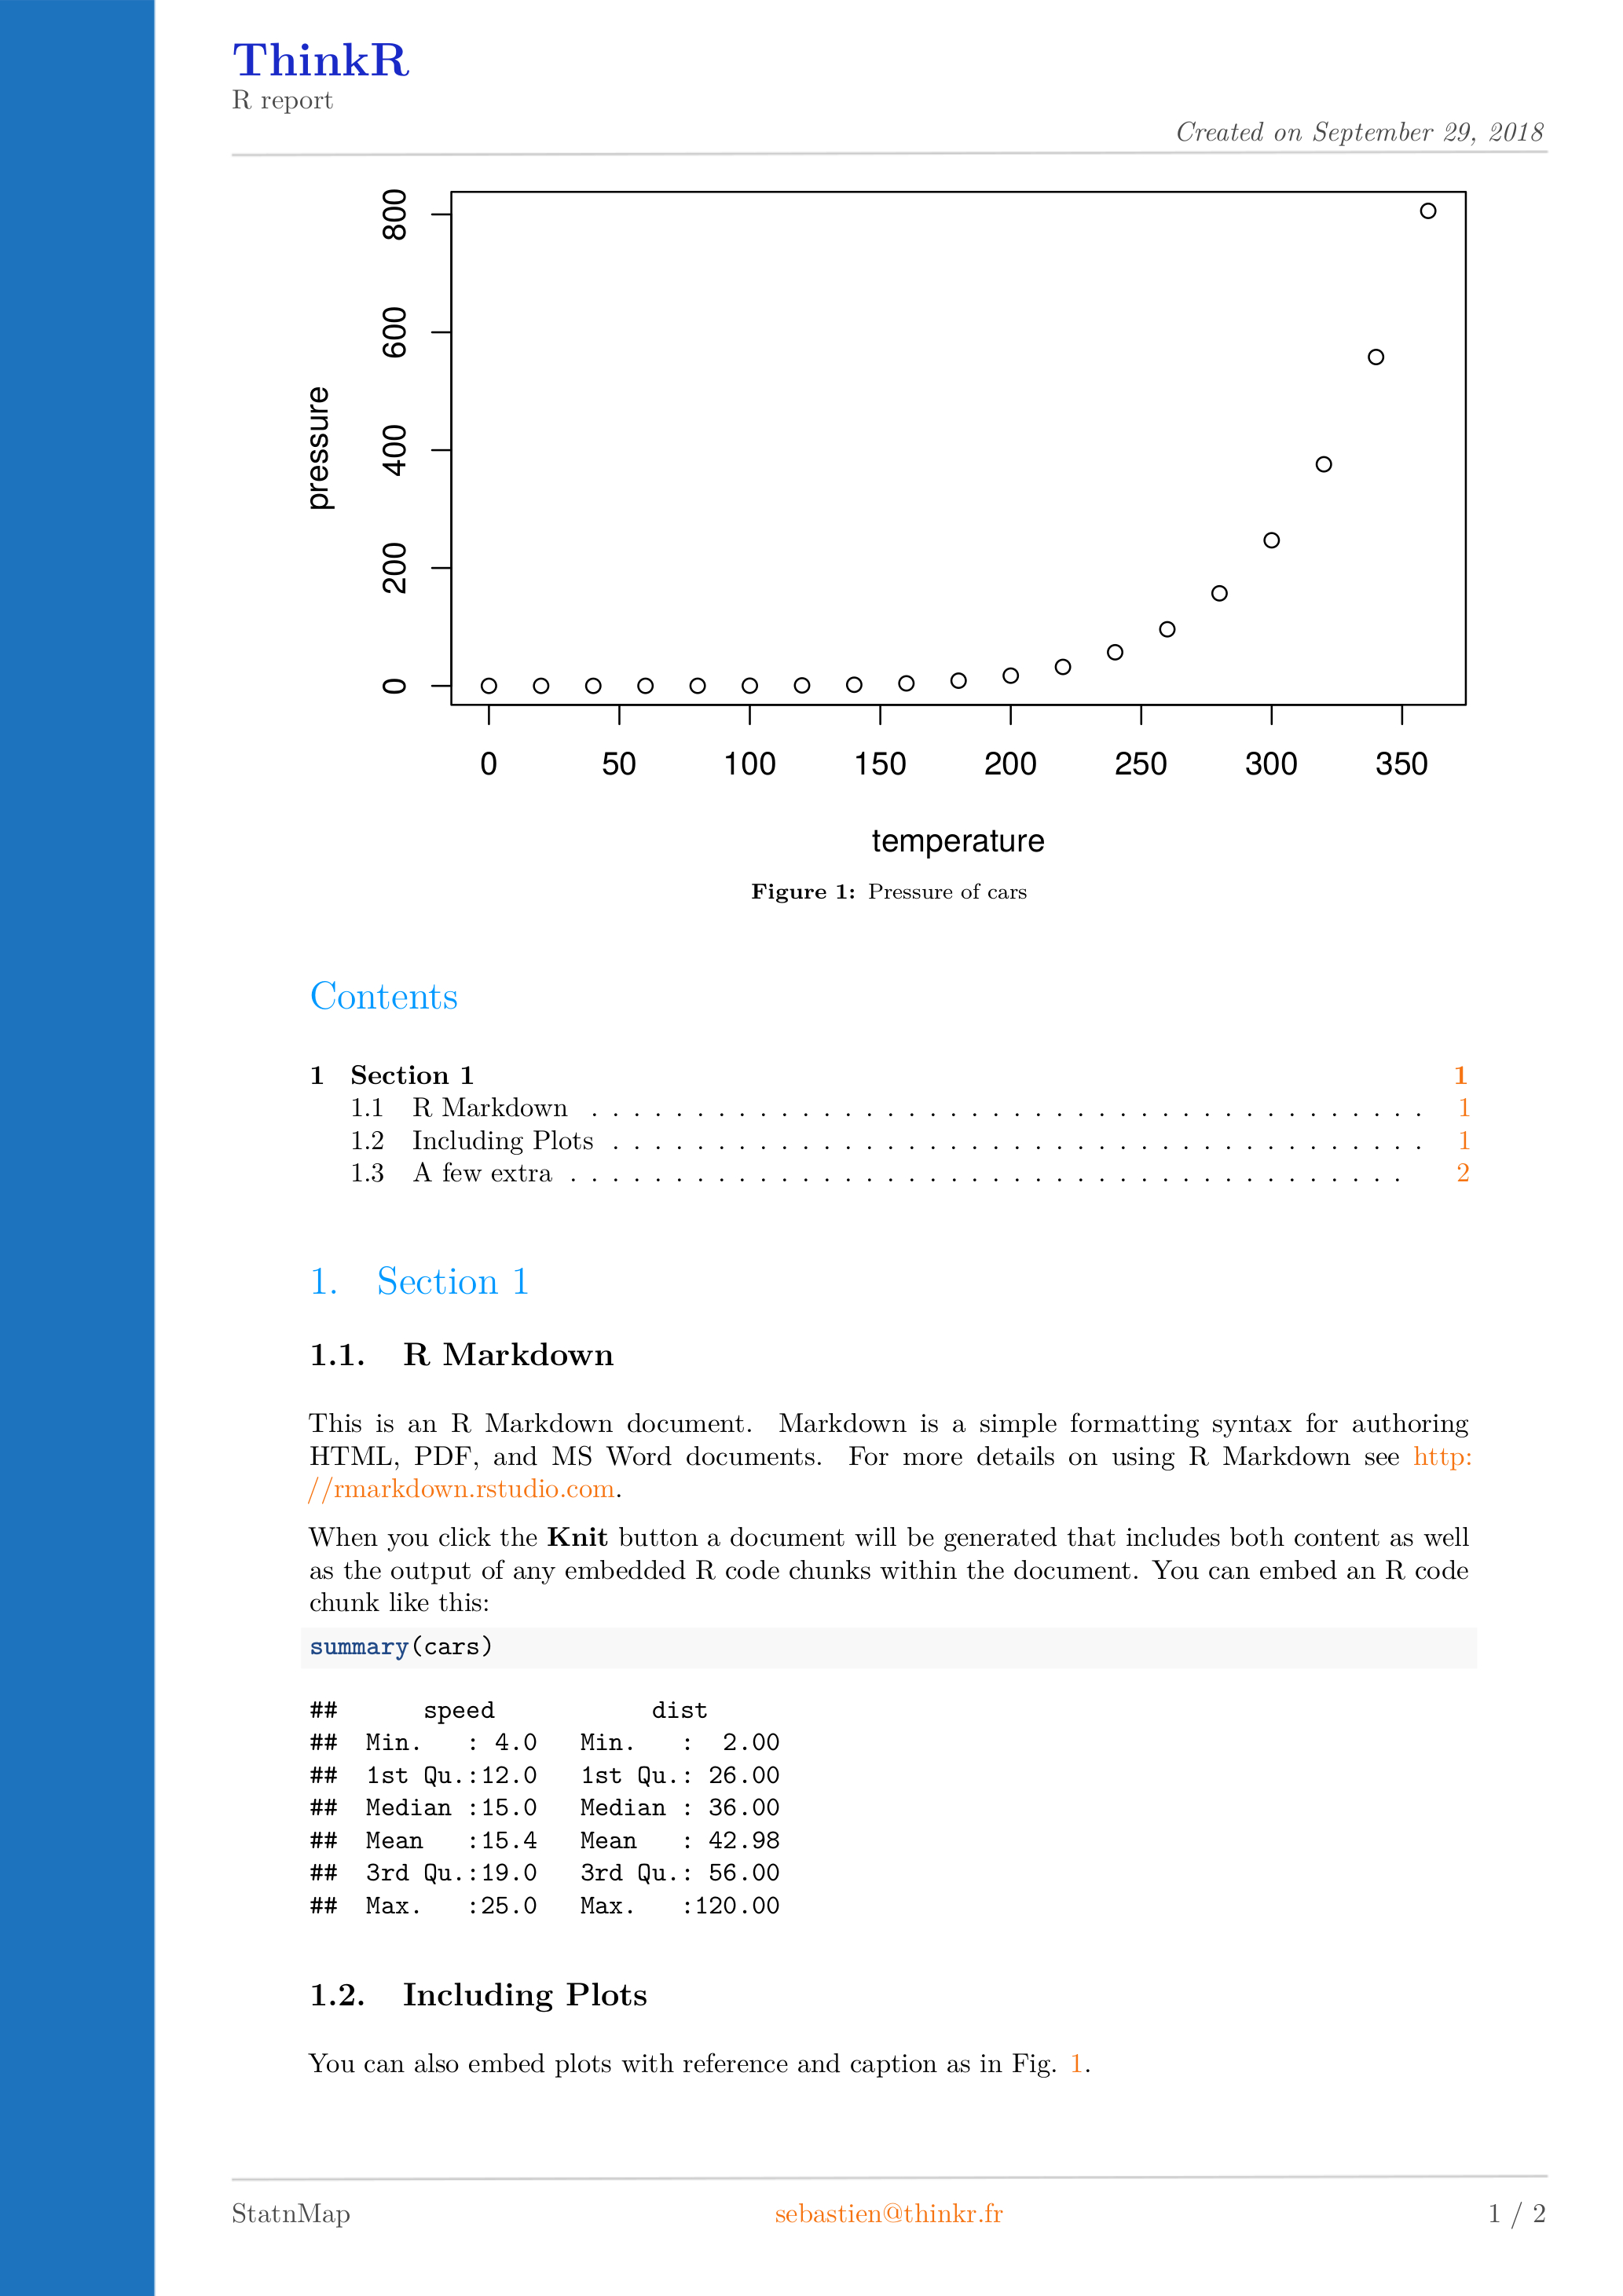 ThinkR
R report
Created on September 29, 2018
800
600
400
200
0
pressure
0 50 100 150 200 250 300 350
temperature
Figure 1: Pressure of cars
Contents
1 Section 1 1
1.1 R Markdown . . . . . . . . . . . . . . . . . . . . . . . . . . . . . . . . . . . . . . . . 1
1.2 Including Plots . . . . . . . . . . . . . . . . . . . . . . . . . . . . . . . . . . . . . . . 1
1.3 A few extra . . . . . . . . . . . . . . . . . . . . . . . . . . . . . . . . . . . . . . . . 2
1. Section 1
1.1. R Markdown
This is an R Markdown document. Markdown is a simple formatting syntax for authoring
HTML, PDF, and MS Word documents. For more details on using R Markdown see http:
//rmarkdown.rstudio.com.
When you click the Knit button a document will be generated that includes both content as well
as the output of any embedded R code chunks within the document. You can embed an R code
chunk like this:
summary(cars)
##      speed           dist
##  Min.   : 4.0   Min.   :  2.00
##  1st Qu.:12.0   1st Qu.: 26.00
##  Median :15.0   Median : 36.00
##  Mean   :15.4   Mean   : 42.98
##  3rd Qu.:19.0   3rd Qu.: 56.00
##  Max.   :25.0   Max.   :120.00
1.2. Including Plots
You can also embed plots with reference and caption as in Fig. 1.
StatnMap sebastien@thinkr.fr 1 / 2